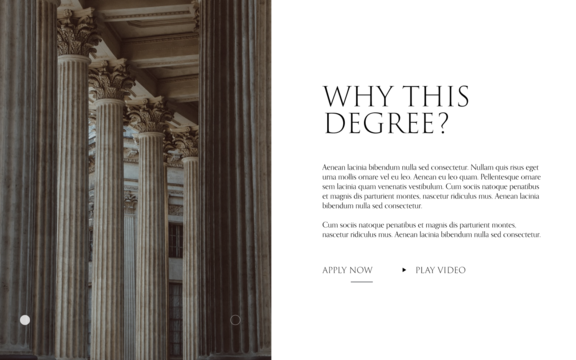 WHY THIS
DEGREE?
Aenean lacinia bibendum nulla sed consectetur. Nullam quis risus eget
urna mollis ornare vel eu leo. Aenean eu leo quam. Pellentesque ornare
sem lacinia quam venenatis vestibulum. Cum sociis natoque penatibus
et magnis dis parturient montes, nascetur ridiculus mus. Aenean lacinia
bibendum nulla sed consectetur.
Cum sociis natoque penatibus et magnis dis parturient montes,
nascetur ridiculus mus. Aenean lacinia bibendum nulla sed consectetur.
APPLY NOW
PLAY VIDEO